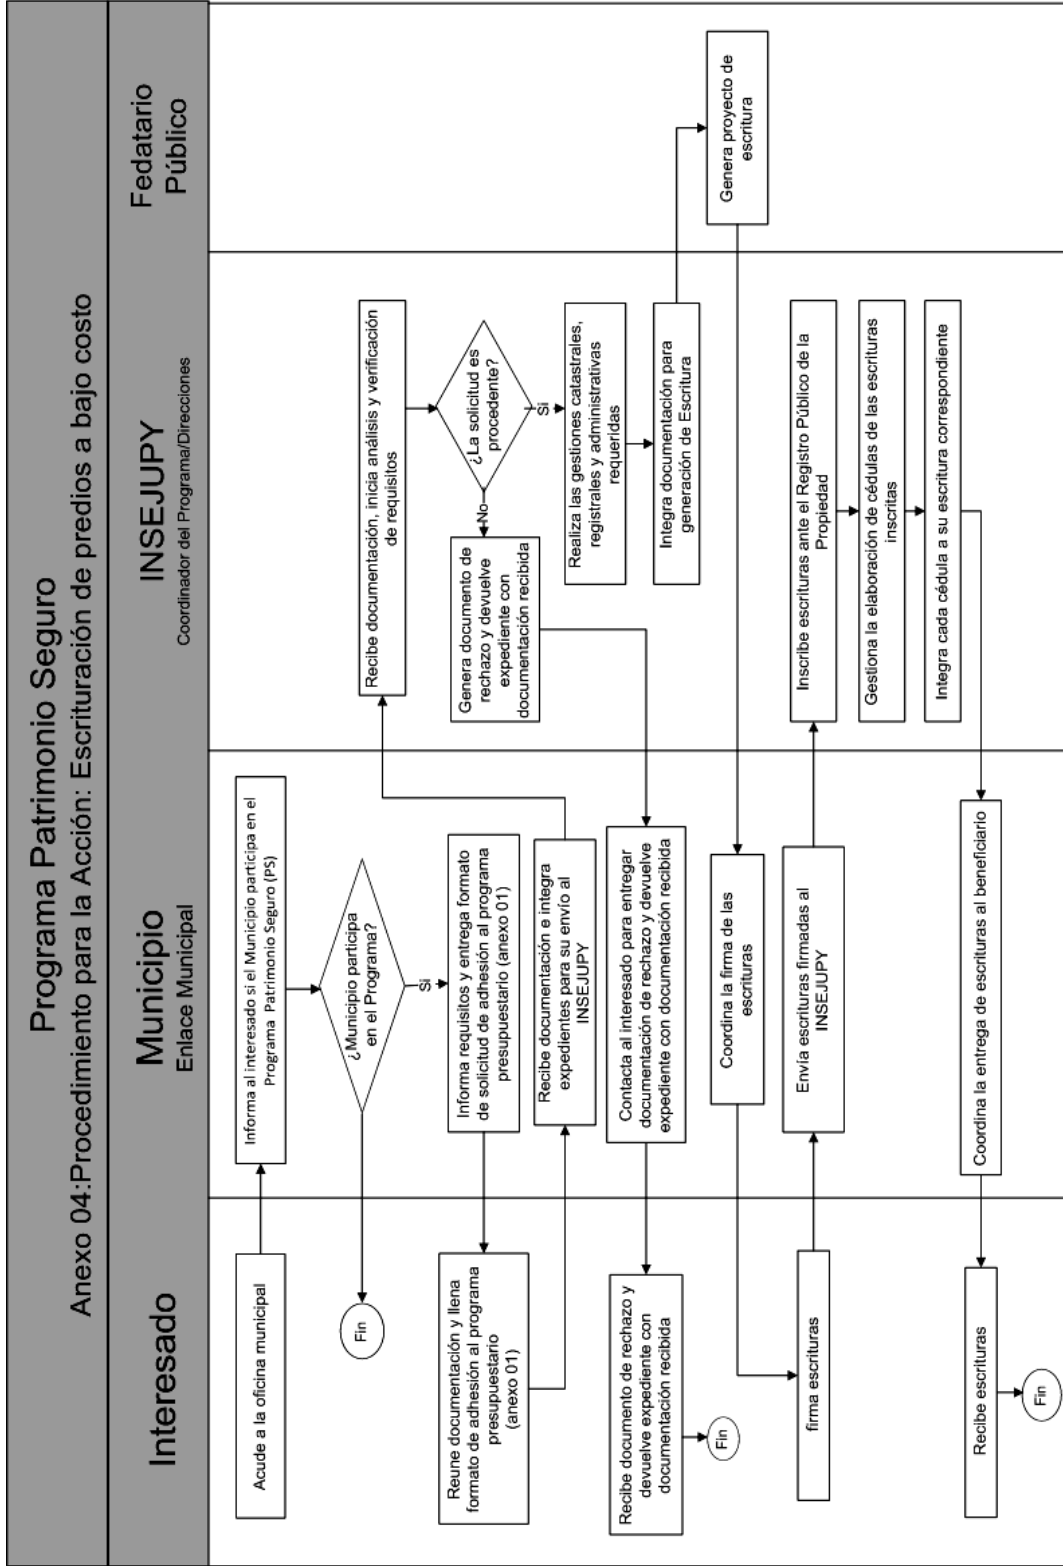 Programa Patrimonio Seguro
Anexo 04:Procedimiento para la Acción: Escrituración de predios a bajo costo
Interesado
Municipio
Enlace Municipal
INSEJUPY
Coordinador del Programa/Direcciones
Fedatario
Público
Acude a la oficina municipal
Informa al interesado si el Municipio participa en el
Programa Patrimonio Seguro (PS)
¿Municipio participa
en el Programa?
Fin
Si
Informa requisitos y entrega formato
de solicitud de adhesión al programa
presupuestario (anexo 01)
Reune documentación y llena
formato de adhesión al programa
presupuestario
(anexo 01)
Recibe documentación e integra
expedientes para su envío al
INSEJUPY
Recibe documentación, inicia análisis y verificación
de requisitos
¿La solicitud es
procedente?
No
Si
Genera documento de
rechazo y devuelve
expediente con
documentación recibida
Contacta al interesado para entregar
documentación de rechazo y devuelve
expediente con documentación recibida
Recibe documento de rechazo y
devuelve expediente con
documentación recibida
Fin
Realiza las gestiones catastrales,
registrales y administrativas
requeridas
Integra documentación para
generación de Escritura
Genera proyecto de
escritura
Coordina la firma de las
escrituras
firma escrituras
Envía escrituras firmadas al
INSEJUPY
Inscribe escrituras ante el Registro Público de la
Propiedad
Gestiona la elaboración de cédulas de las escrituras
inscritas
Integra cada cédula a su escritura correspondiente
Coordina la entrega de escrituras al beneficiario
Recibe escrituras
Fin